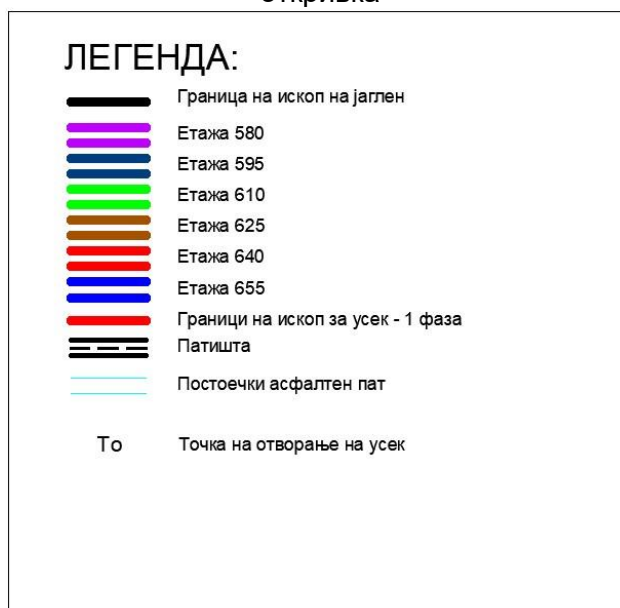 откривка
ЛЕГЕНДА:
Граница на ископ на јаглен
Етажа 580
Етажа 595
Етажа 610
Етажа 625
Етажа 640
Етажа 655
Граници на ископ за усек - 1 фаза
Патишта
Постоечки асфалтен пат
То Точка на отворање на усек